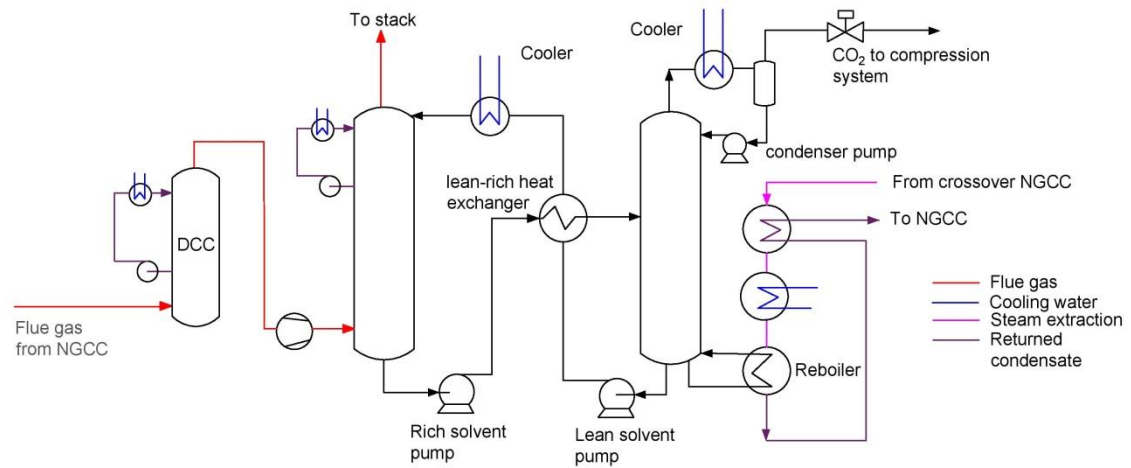 To stack
Cooler
Cooler
CO₂ to compression
system
condenser pump
lean-rich heat
exchanger
From crossover NGCC
To NGCC
DCC
Flue gas
from NGCC
Reboiler
Rich solvent
pump
Lean solvent
pump
Flue gas
Cooling water
Steam extraction
Returned
condensate